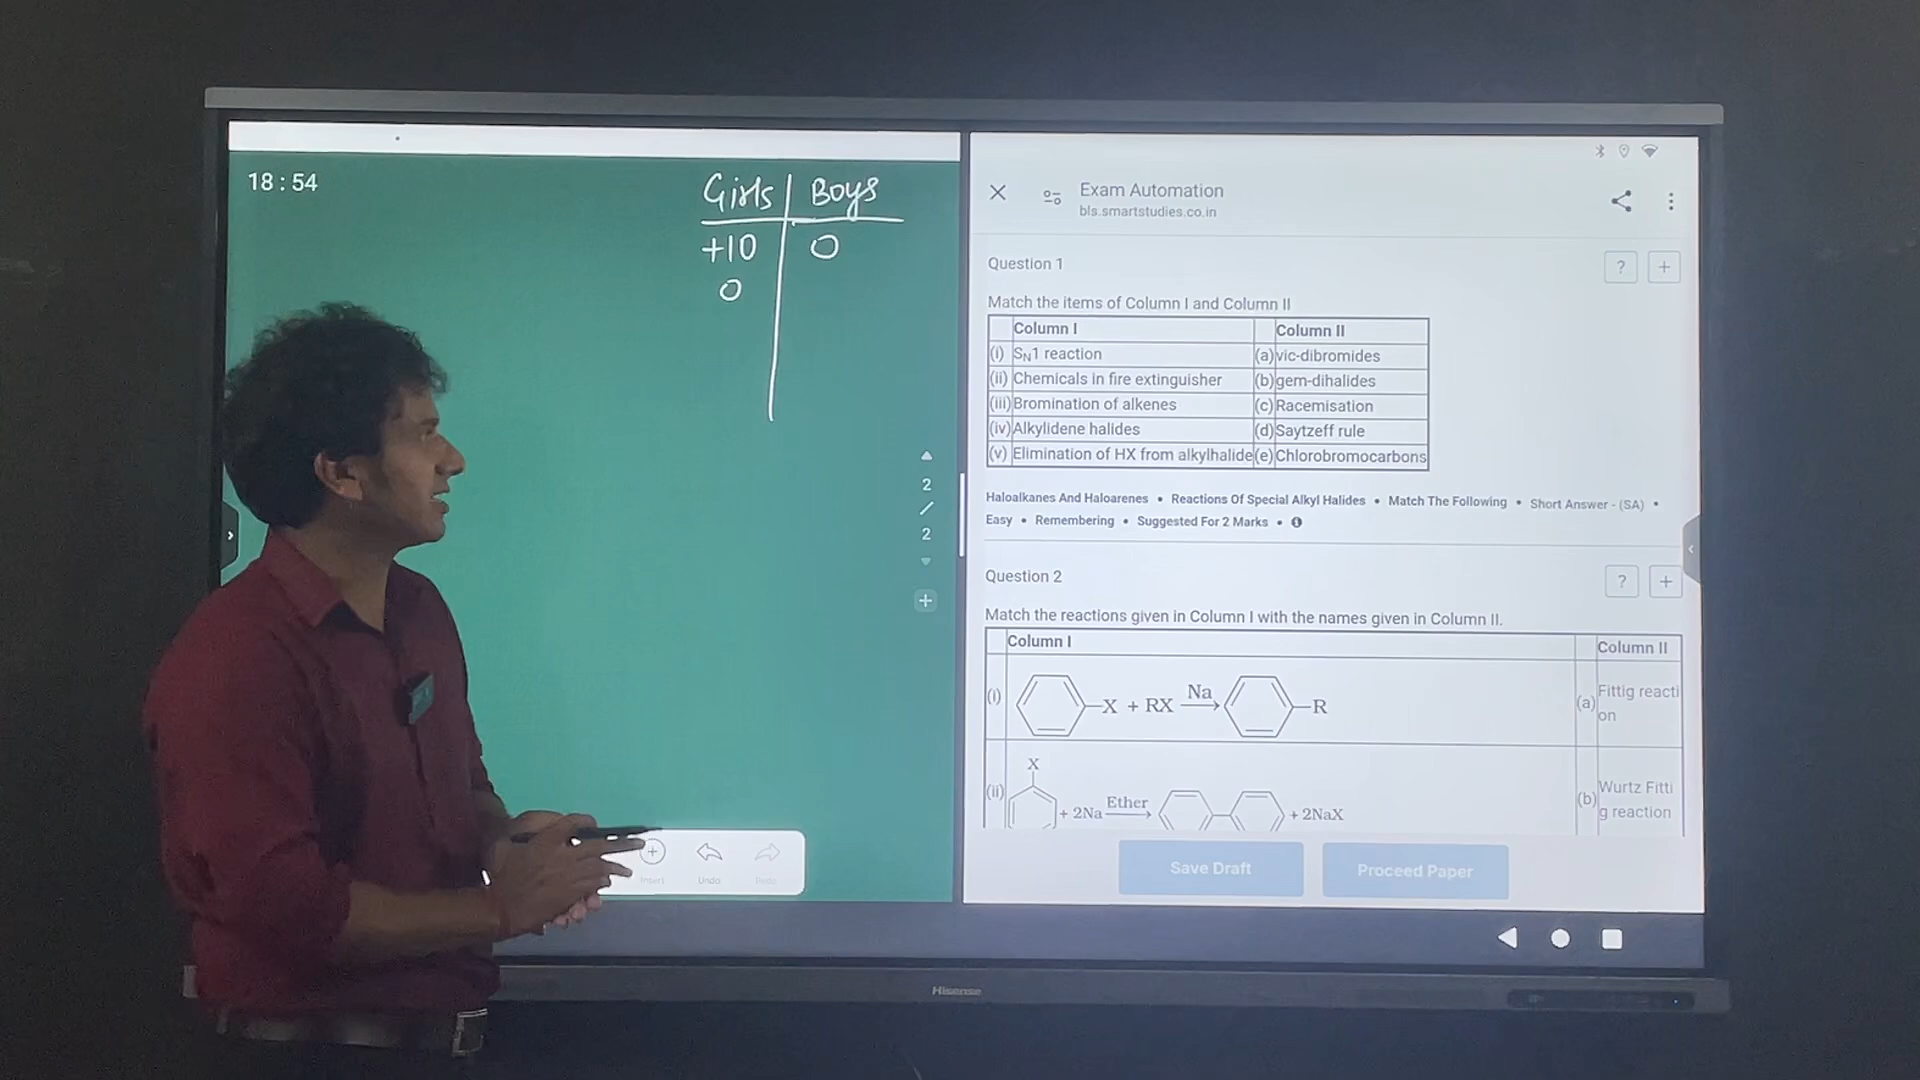 18:54
Girls Boys
+10 0
0
2
/
2
Undo
Exam Automation
bls.smartstudies.co.in
Question 1
? +
Match the items of Column I and Column II
Column I Column II
(i) SN1 reaction (a) vic-dibromides
(ii) Chemicals in fire extinguisher (b) gem-dihalides
(iii) Bromination of alkenes (c) Racemisation
(iv) Alkylidene halides (d) Saytzeff rule
(v) Elimination of HX from alkylhalide (e) Chlorobromocarbons
Haloalkanes And Haloarenes • Reactions Of Special Alkyl Halides • Match The Following • Short Answer - (SA) •
Easy • Remembering • Suggested For 2 Marks •
Question 2
? +
Match the reactions given in Column I with the names given in Column II.
Column I Column II
(i) X + RX Na R (a) Fittig reacti
on
(ii) X + 2Na Ether + 2NaX (b) Wurtz Fitti
g reaction
Save Draft Proceed Paper
Hisense